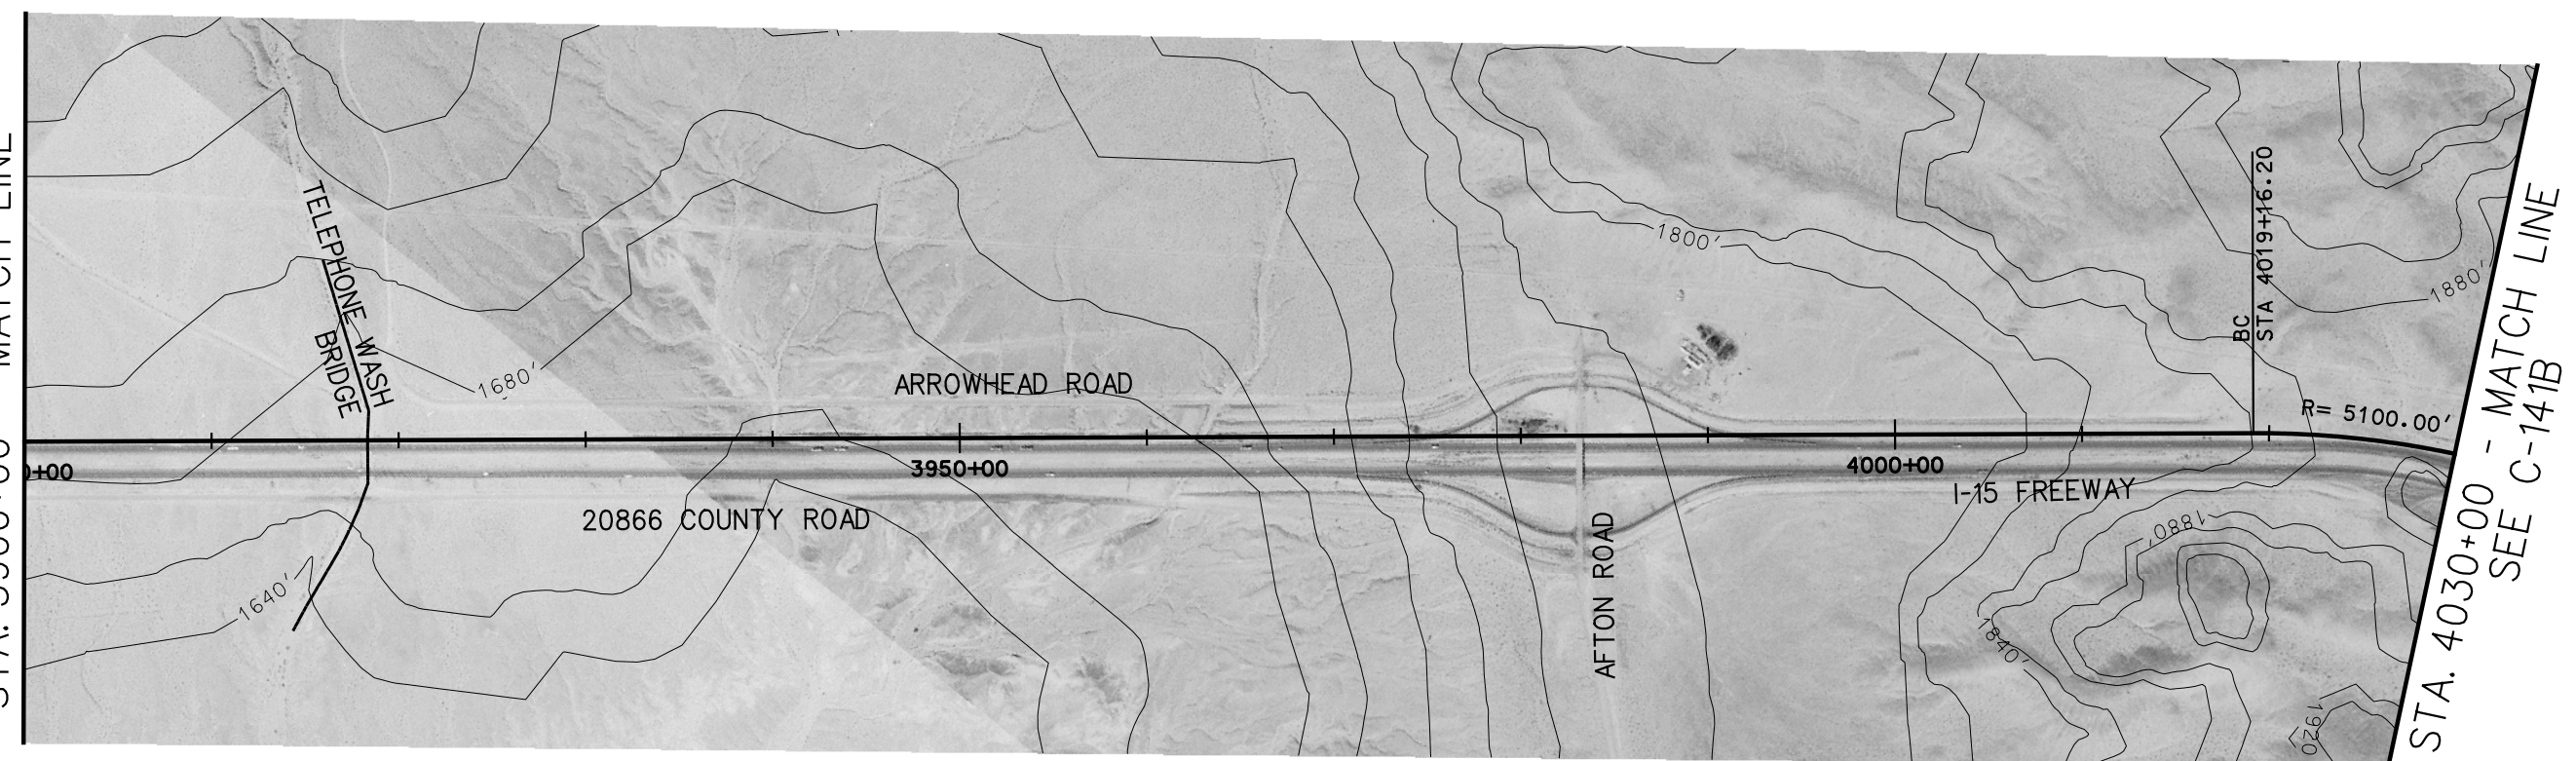 MATCH LINE
TELEPHONE WASH
BRIDGE
1680'
1640'
ARROWHEAD ROAD
0+00
3950+00
20866 COUNTY ROAD
1800'
AFTON ROAD
4000+00
I-15 FREEWAY
BC
STA 4019+16.20
R= 5100.00'
1880'
1880'
1840'
1920
STA. 4030+00 - MATCH LINE
SEE C-141B